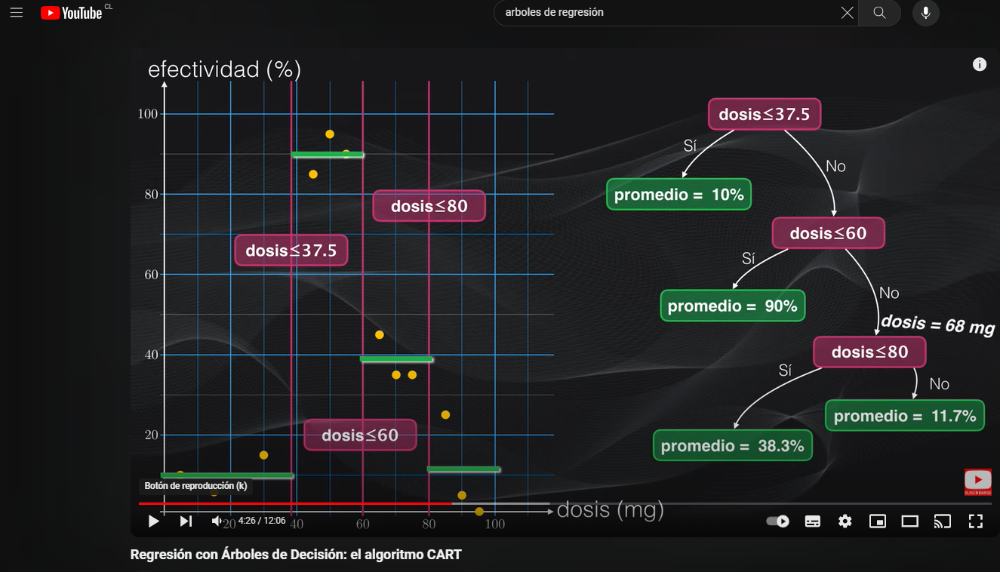 YouTube CL
arboles de regresión
efectividad (%)
100
80
60
40
20
dosis≤80
dosis≤37.5
dosis≤60
20 40 60 80 100
dosis (mg)
dosis≤37.5
Sí
No
promedio = 10%
dosis≤60
Sí
No
promedio = 90%
dosis = 68 mg
dosis≤80
Sí
No
promedio = 11.7%
promedio = 38.3%
SUSCRIBIRSE
Botón de reproducción (k)
4:26 / 12:06
Regresión con Árboles de Decisión: el algoritmo CART